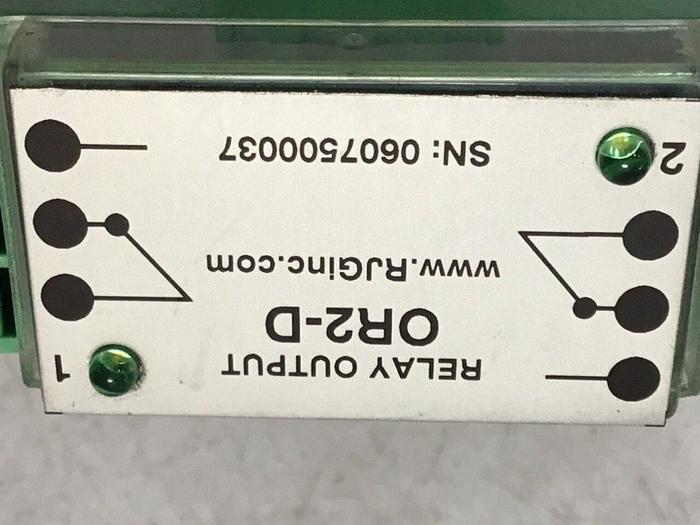 1
RELAY OUTPUT
OR2-D
www.RJGinc.com
2
SN: 0607500037